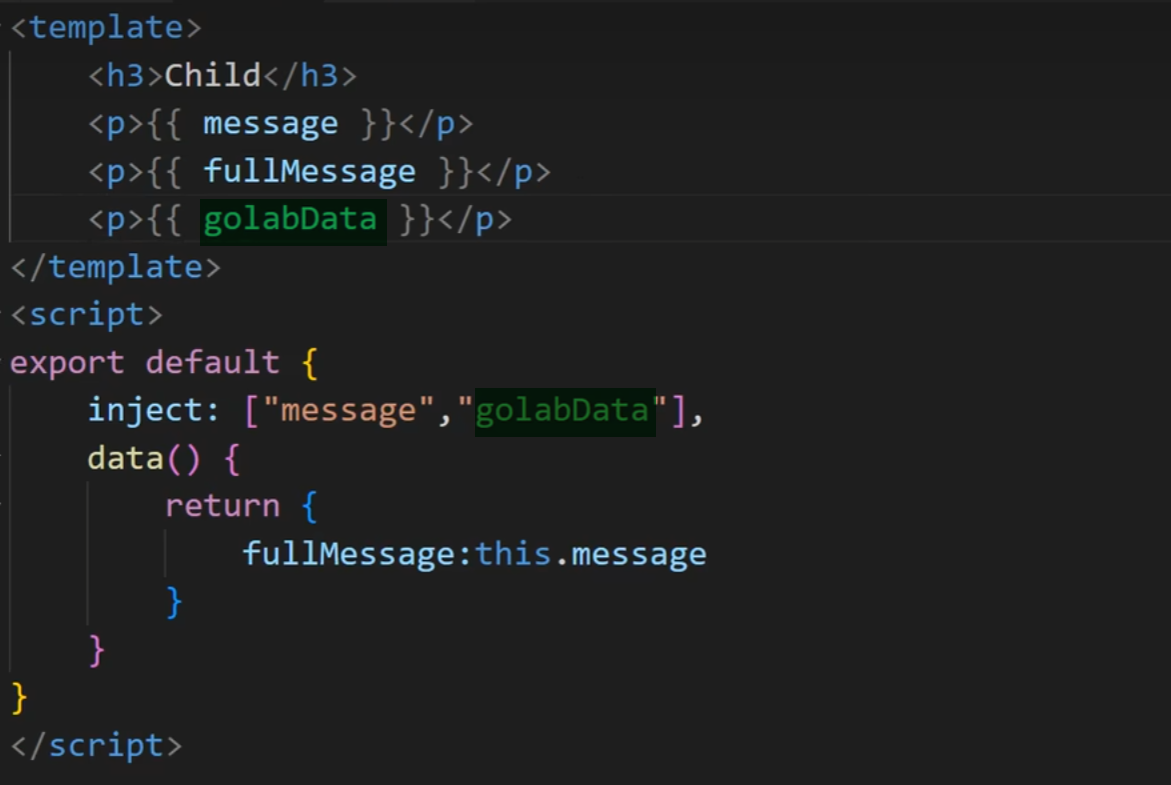 <template>
    <h3>Child</h3>
    <p>{{ message }}</p>
    <p>{{ fullMessage }}</p>
    <p>{{ golabData }}</p>
</template>
<script>
export default {
    inject: ["message","golabData"],
    data() {
        return {
            fullMessage:this.message
        }
    }
}
</script>